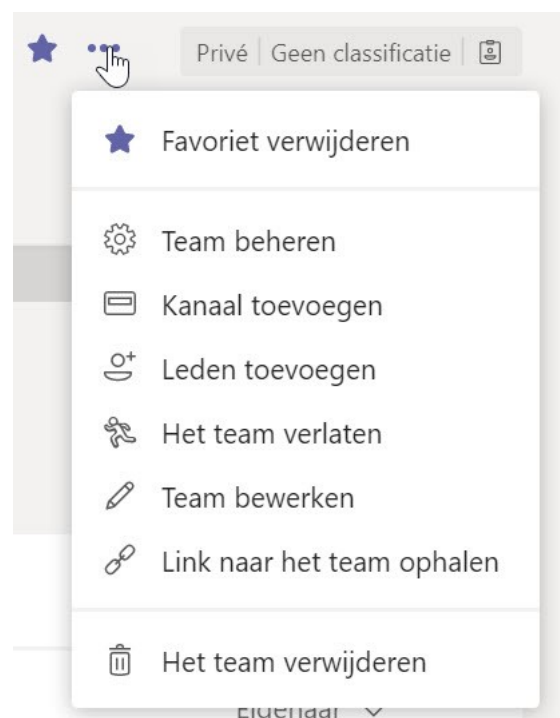 Privé | Geen classificatie |
Favoriet verwijderen
Team beheren
Kanaal toevoegen
Leden toevoegen
Het team verlaten
Team bewerken
Link naar het team ophalen
Het team verwijderen
Eigenaar